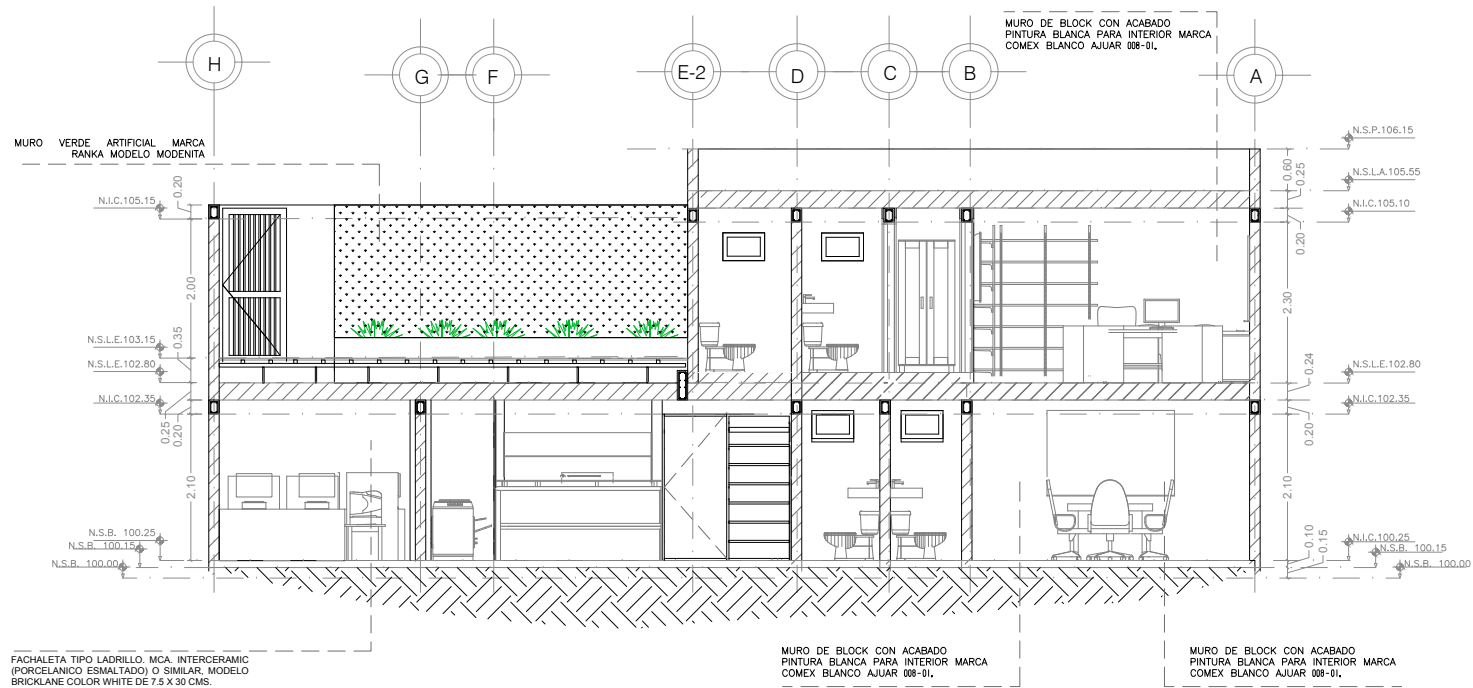 MURO DE BLOCK CON ACABADO
PINTURA BLANCA PARA INTERIOR MARCA
COMEX BLANCO AJUAR 008-01.
H
G
F
E-2
D
C
B
A
MURO VERDE ARTIFICIAL MARCA
RANKA MODELO MODENITA
N.S.P.106.15
N.S.L.A.105.55
N.I.C.105.10
0.60
0.25
0.20
2.30
0.24
N.S.L.E.102.80
N.I.C.102.35
0.20
2.10
0.10
0.15
N.I.C.100.25
N.S.B. 100.15
N.S.B. 100.00
0.20
N.I.C.105.15
2.00
0.35
N.S.L.E.103.15
N.S.L.E.102.80
N.I.C.102.35
0.25
0.20
2.10
N.S.B. 100.25
N.S.B. 100.15
N.S.B. 100.00
FACHALETA TIPO LADRILLO. MCA. INTERCERAMIC
(PORCELANICO ESMALTADO) O SIMILAR, MODELO
BRICKLANE COLOR WHITE DE 7.5 X 30 CMS.
MURO DE BLOCK CON ACABADO
PINTURA BLANCA PARA INTERIOR MARCA
COMEX BLANCO AJUAR 008-01.
MURO DE BLOCK CON ACABADO
PINTURA BLANCA PARA INTERIOR MARCA
COMEX BLANCO AJUAR 008-01.